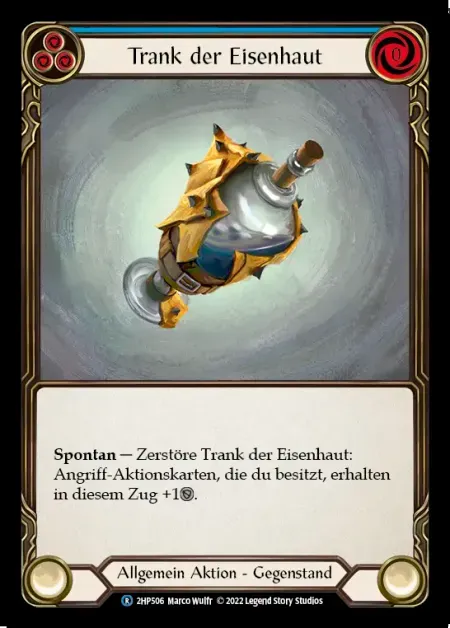 Trank der Eisenhaut
0
Spontan — Zerstöre Trank der Eisenhaut:
Angriff-Aktionskarten, die du besitzt, erhalten
in diesem Zug +1.
Allgemein Aktion - Gegenstand
R 2HP506 Marco Wulfr © 2022 Legend Story Studios